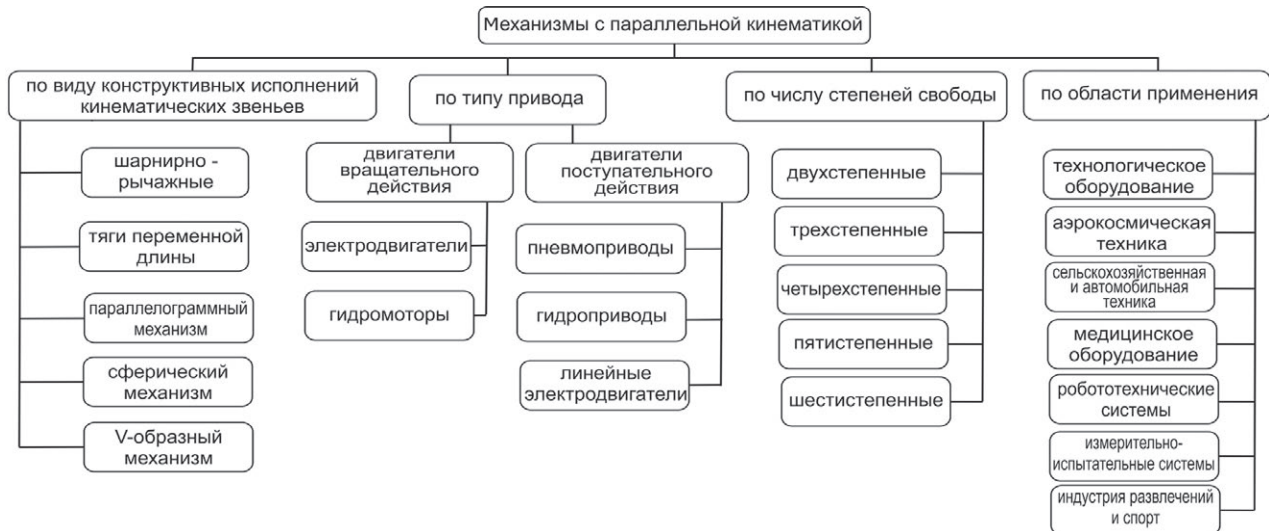 Механизмы с параллельной кинематикой
по виду конструктивных исполнений
кинематических звеньев
шарнирно -
рычажные
тяги переменной
длины
параллелограммный
механизм
сферический
механизм
V-образный
механизм
по типу привода
двигатели
вращательного
действия
электродвигатели
гидромоторы
двигатели
поступательного
действия
пневмоприводы
гидроприводы
линейные
электродвигатели
по числу степеней свободы
двухстепенные
трехстепенные
четырехстепенные
пятистепенные
шестистепенные
по области применения
технологическое
оборудование
аэрокосмическая
техника
сельскохозяйственная
и автомобильная
техника
медицинское
оборудование
робототехнические
системы
измерительно-
испытательные системы
индустрия развлечений
и спорт